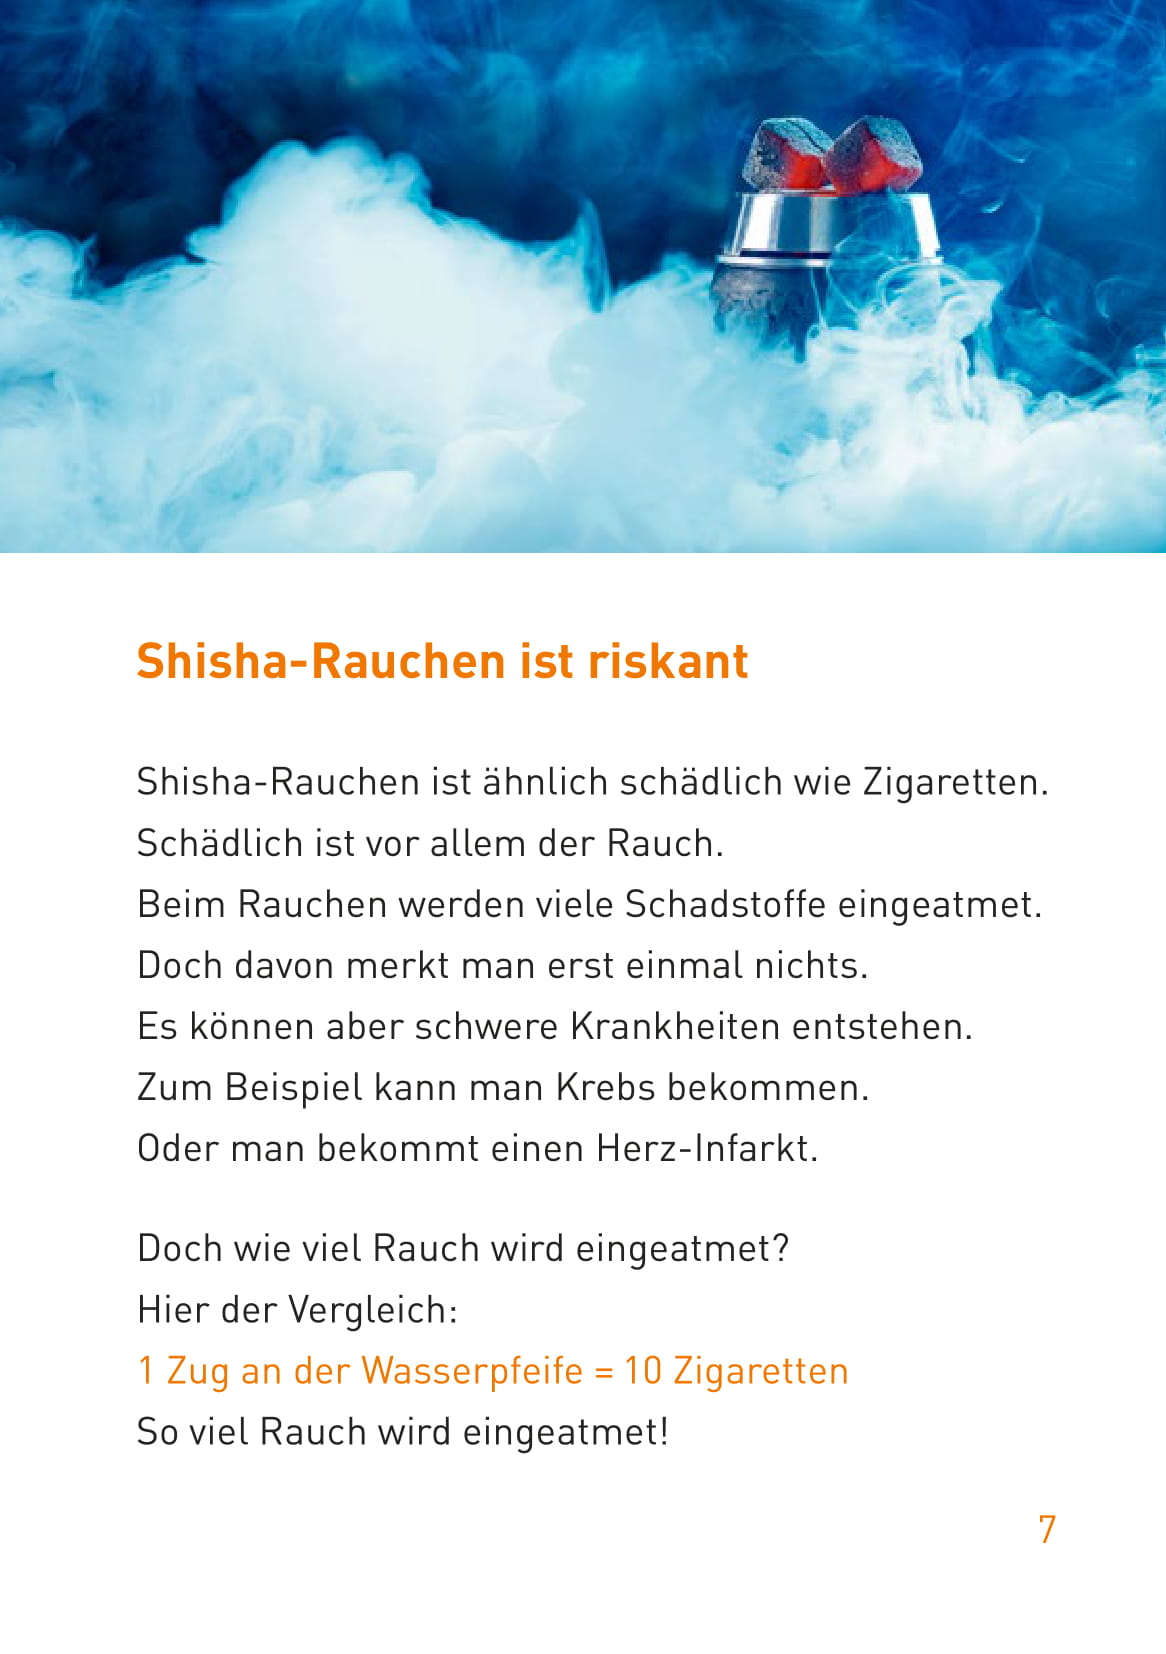 Shisha-Rauchen ist riskant
Shisha-Rauchen ist ähnlich schädlich wie Zigaretten.
Schädlich ist vor allem der Rauch.
Beim Rauchen werden viele Schadstoffe eingeatmet.
Doch davon merkt man erst einmal nichts.
Es können aber schwere Krankheiten entstehen.
Zum Beispiel kann man Krebs bekommen.
Oder man bekommt einen Herz-Infarkt.
Doch wie viel Rauch wird eingeatmet?
Hier der Vergleich:
1 Zug an der Wasserpfeife = 10 Zigaretten
So viel Rauch wird eingeatmet!
7